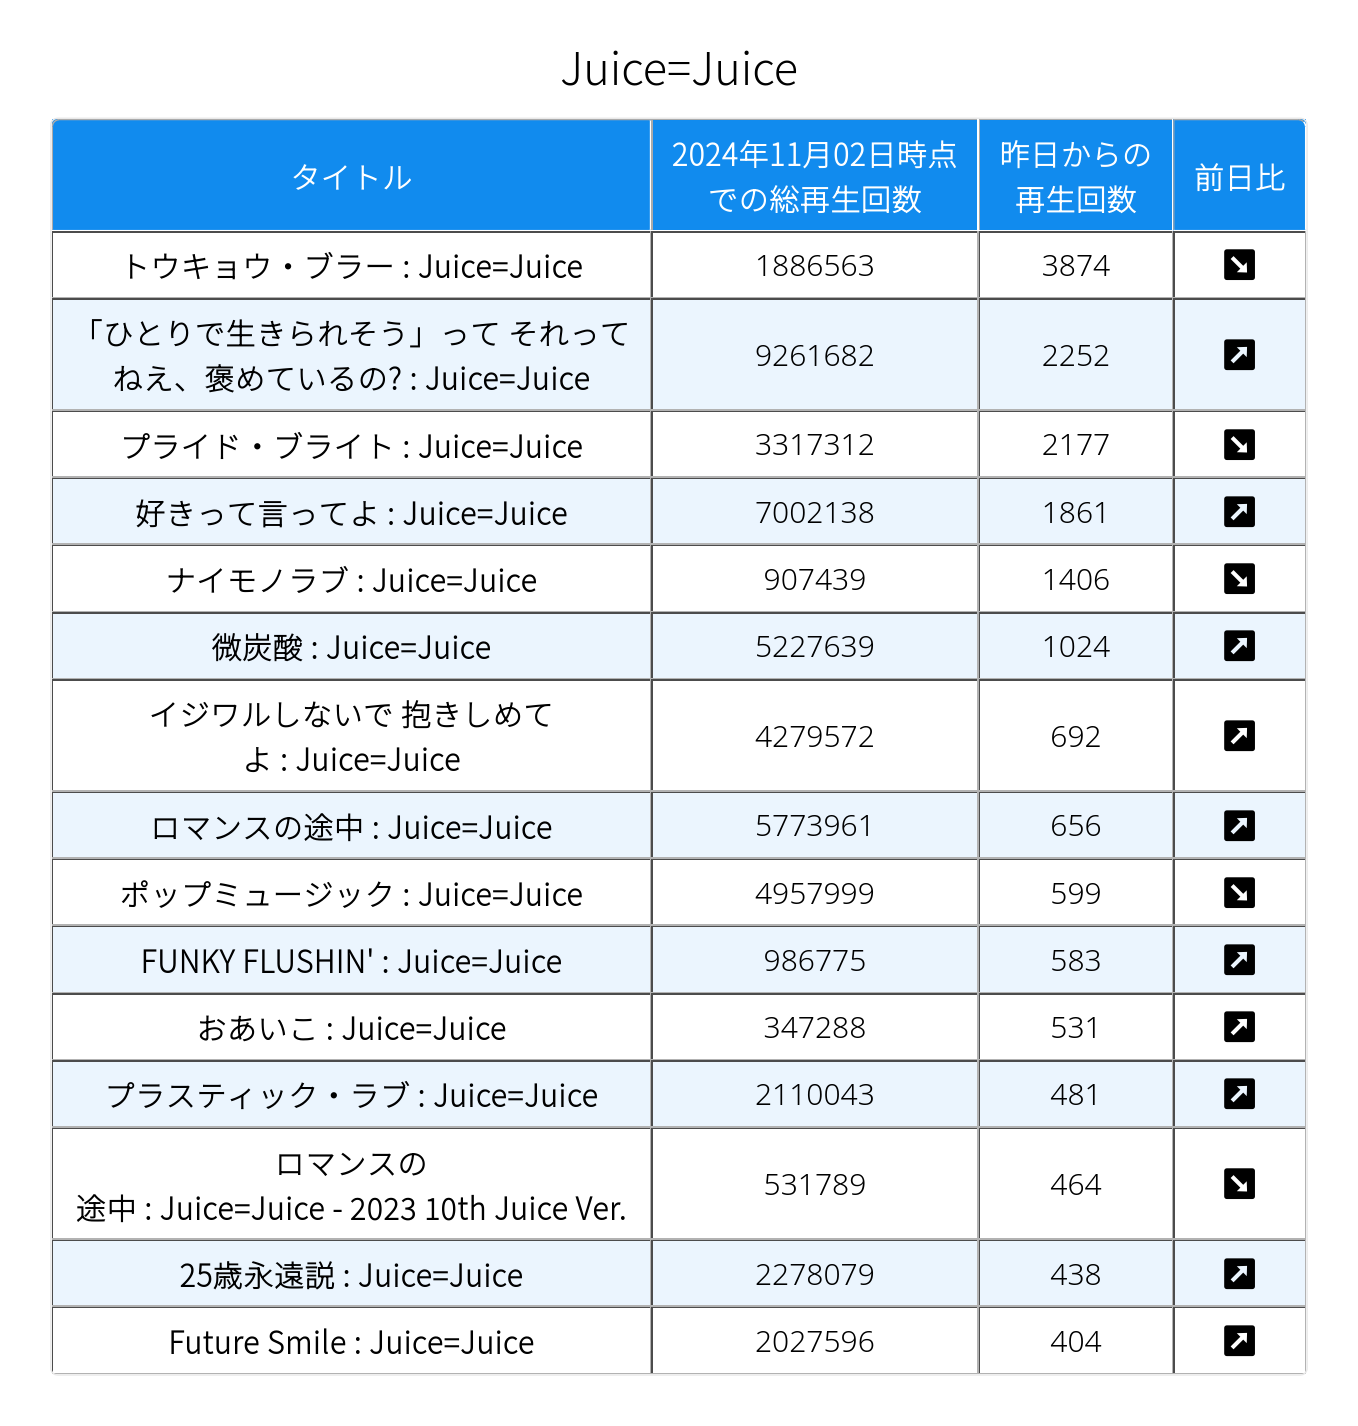 Juice=Juice
タイトル
2024年11月02日時点
での総再生回数
昨日からの
再生回数
前日比
トウキョウ・ブラー : Juice=Juice
1886563
3874
「ひとりで生きられそう」って それって
ねえ、褒めているの? : Juice=Juice
9261682
2252
プライド・ブライト : Juice=Juice
3317312
2177
好きって言ってよ : Juice=Juice
7002138
1861
ナイモノラブ : Juice=Juice
907439
1406
微炭酸 : Juice=Juice
5227639
1024
イジワルしないで 抱きしめて
よ : Juice=Juice
4279572
692
ロマンスの途中 : Juice=Juice
5773961
656
ポップミュージック : Juice=Juice
4957999
599
FUNKY FLUSHIN' : Juice=Juice
986775
583
おあいこ : Juice=Juice
347288
531
プラスティック・ラブ : Juice=Juice
2110043
481
ロマンスの
途中 : Juice=Juice - 2023 10th Juice Ver.
531789
464
25歳永遠説 : Juice=Juice
2278079
438
Future Smile : Juice=Juice
2027596
404